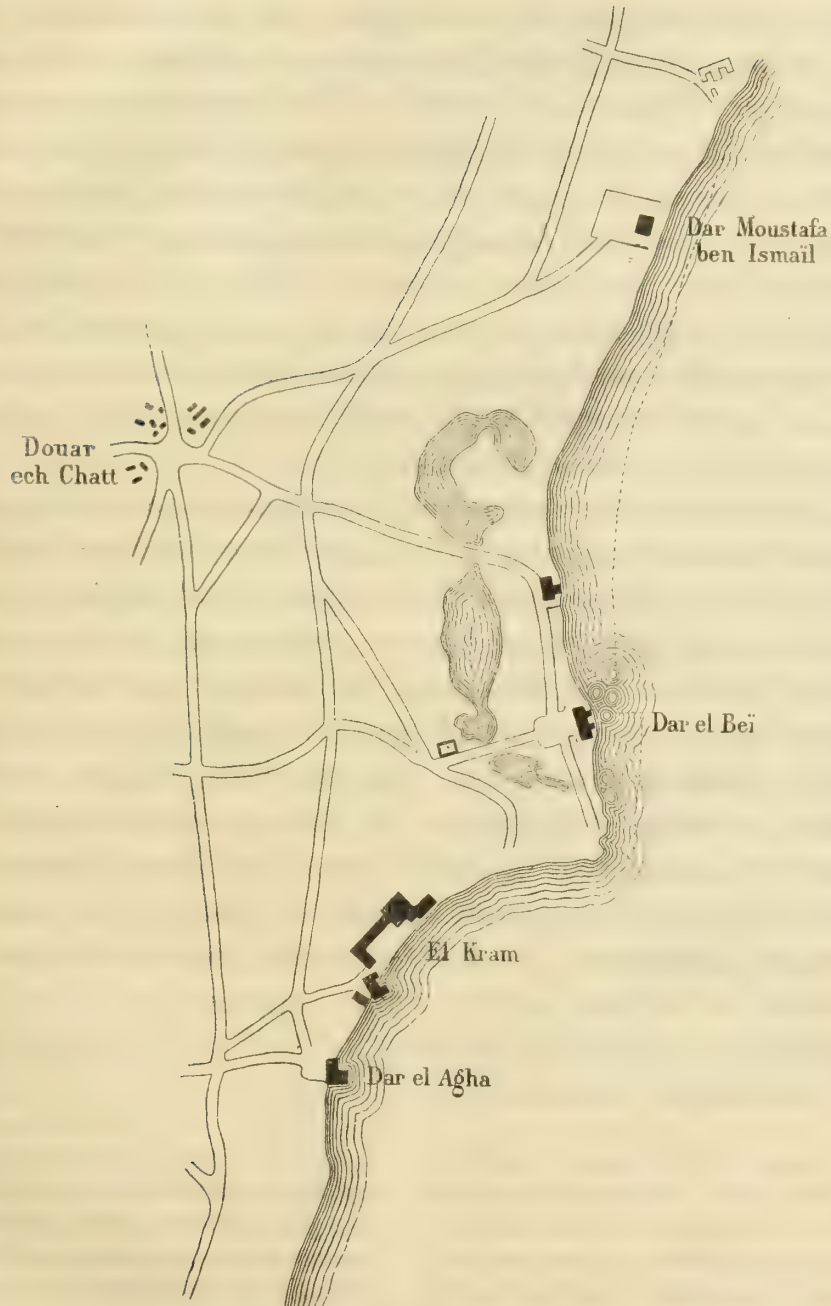 Dar Moustafa
ben Ismaïl
Douar
ech Chatt
Dar el Beï
El Kram
Dar el Agha